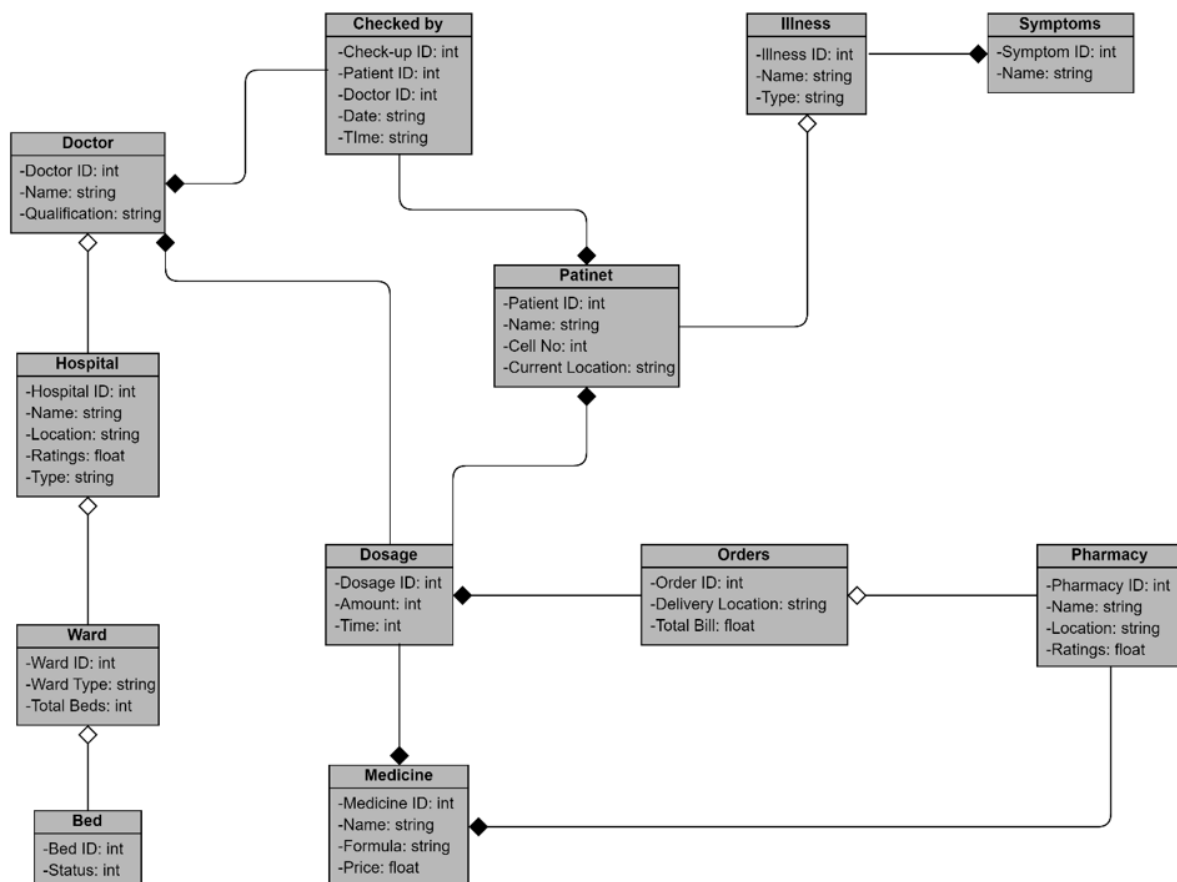 Checked by
-Check-up ID: int
-Patient ID: int
-Doctor ID: int
-Date: string
-TIme: string
Illness
-Illness ID: int
-Name: string
-Type: string
Symptoms
-Symptom ID: int
-Name: string
Doctor
-Doctor ID: int
-Name: string
-Qualification: string
Patinet
-Patient ID: int
-Name: string
-Cell No: int
-Current Location: string
Hospital
-Hospital ID: int
-Name: string
-Location: string
-Ratings: float
-Type: string
Dosage
-Dosage ID: int
-Amount: int
-Time: int
Orders
-Order ID: int
-Delivery Location: string
-Total Bill: float
Pharmacy
-Pharmacy ID: int
-Name: string
-Location: string
-Ratings: float
Ward
-Ward ID: int
-Ward Type: string
-Total Beds: int
Medicine
-Medicine ID: int
-Name: string
-Formula: string
-Price: float
Bed
-Bed ID: int
-Status: int